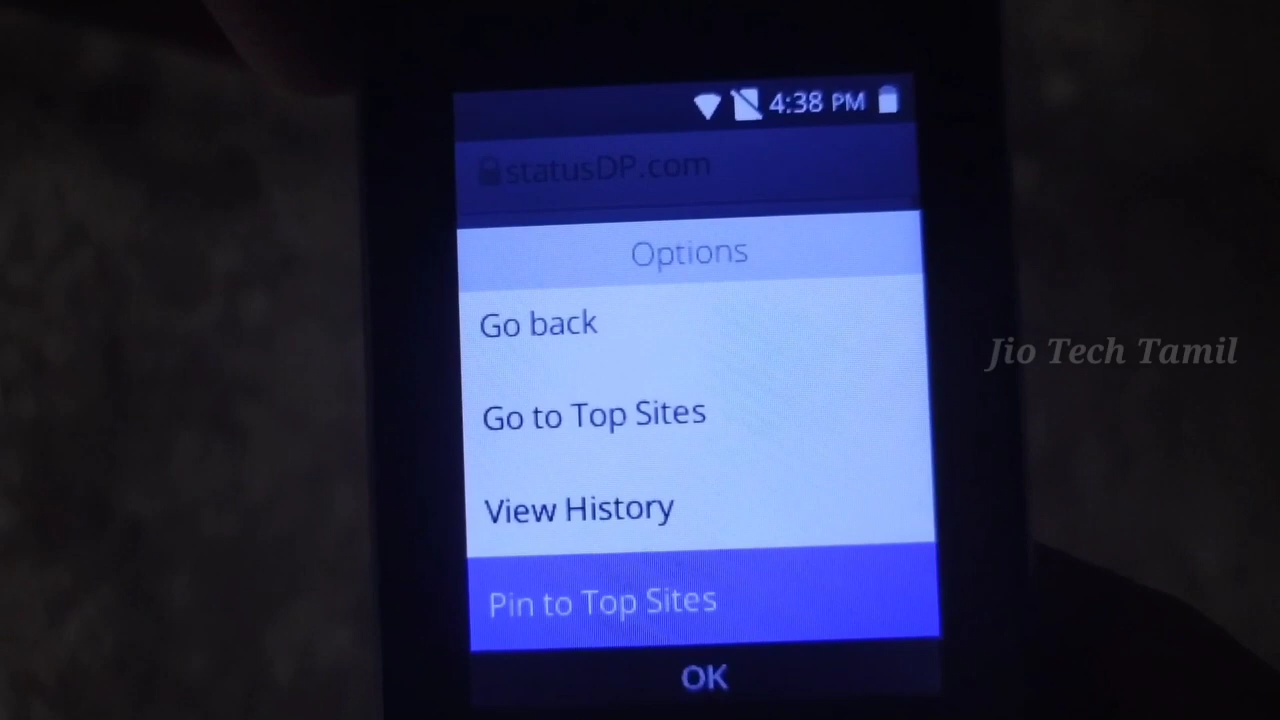 4:38 PM
statusDP.com
Options
Go back
Go to Top Sites
View History
Pin to Top Sites
OK
Jio Tech Tamil